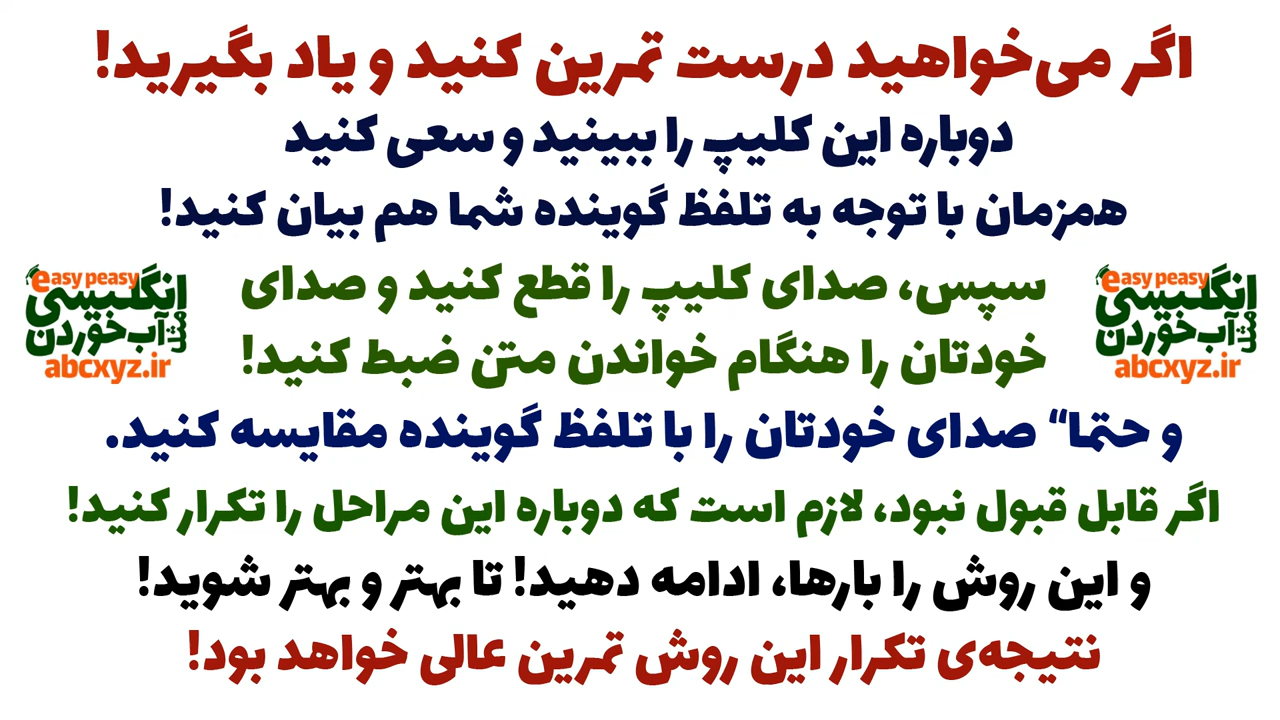 اگر می‌خواهید درست تمرین کنید و یاد بگیرید!
دوباره این کلیپ را ببینید و سعی کنید
همزمان با توجه به تلفظ گوینده شما هم بیان کنید!
سپس، صدای کلیپ را قطع کنید و صدای
خودتان را هنگام خواندن متن ضبط کنید!
easy peasy
انگلیسی
مثل آب خوردن
abcxyz.ir
easy peasy
انگلیسی
مثل آب خوردن
abcxyz.ir
و حتما“ صدای خودتان را با تلفظ گوینده مقایسه کنید.
اگر قابل قبول نبود، لازم است که دوباره این مراحل را تکرار کنید!
و این روش را بارها، ادامه دهید! تا بهتر و بهتر شوید!
نتیجه‌ی تکرار این روش تمرین عالی خواهد بود!